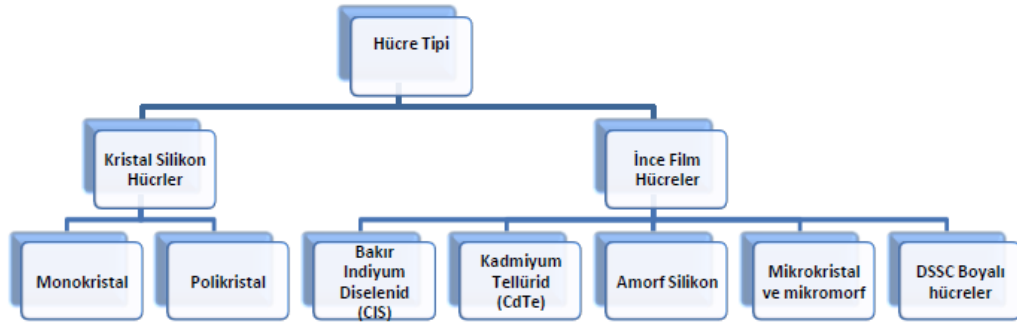 Hücre Tipi
Kristal Silikon
Hücrler
İnce Film
Hücreler
Monokristal
Polikristal
Bakır
Indiyum
Diselenid
(CIS)
Kadmiyum
Tellürid
(CdTe)
Amorf Silikon
Mikrokristal
ve mikromorf
DSSC Boyalı
hücreler